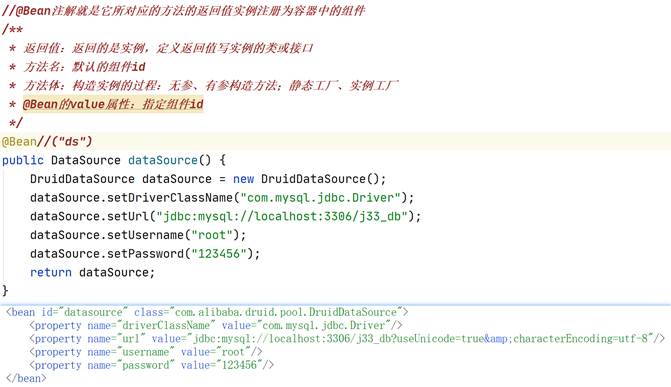 //@Bean注解就是它所对应的方法的返回值实例注册为容器中的组件
/**
 * 返回值：返回的是实例，定义返回值写实例的类或接口
 * 方法名：默认的组件id
 * 方法体：构造实例的过程：无参、有参构造方法；静态工厂、实例工厂
 * @Bean的value属性：指定组件id
 */
@Bean//("ds")
public DataSource dataSource() {
    DruidDataSource dataSource = new DruidDataSource();
    dataSource.setDriverClassName("com.mysql.jdbc.Driver");
    dataSource.setUrl("jdbc:mysql://localhost:3306/j33_db");
    dataSource.setUsername("root");
    dataSource.setPassword("123456");
    return dataSource;
}
<bean id="datasource" class="com.alibaba.druid.pool.DruidDataSource">
    <property name="driverClassName" value="com.mysql.jdbc.Driver"/>
    <property name="url" value="jdbc:mysql://localhost:3306/j33_db?useUnicode=true&amp;characterEncoding=utf-8"/>
    <property name="username" value="root"/>
    <property name="password" value="123456"/>
</bean>